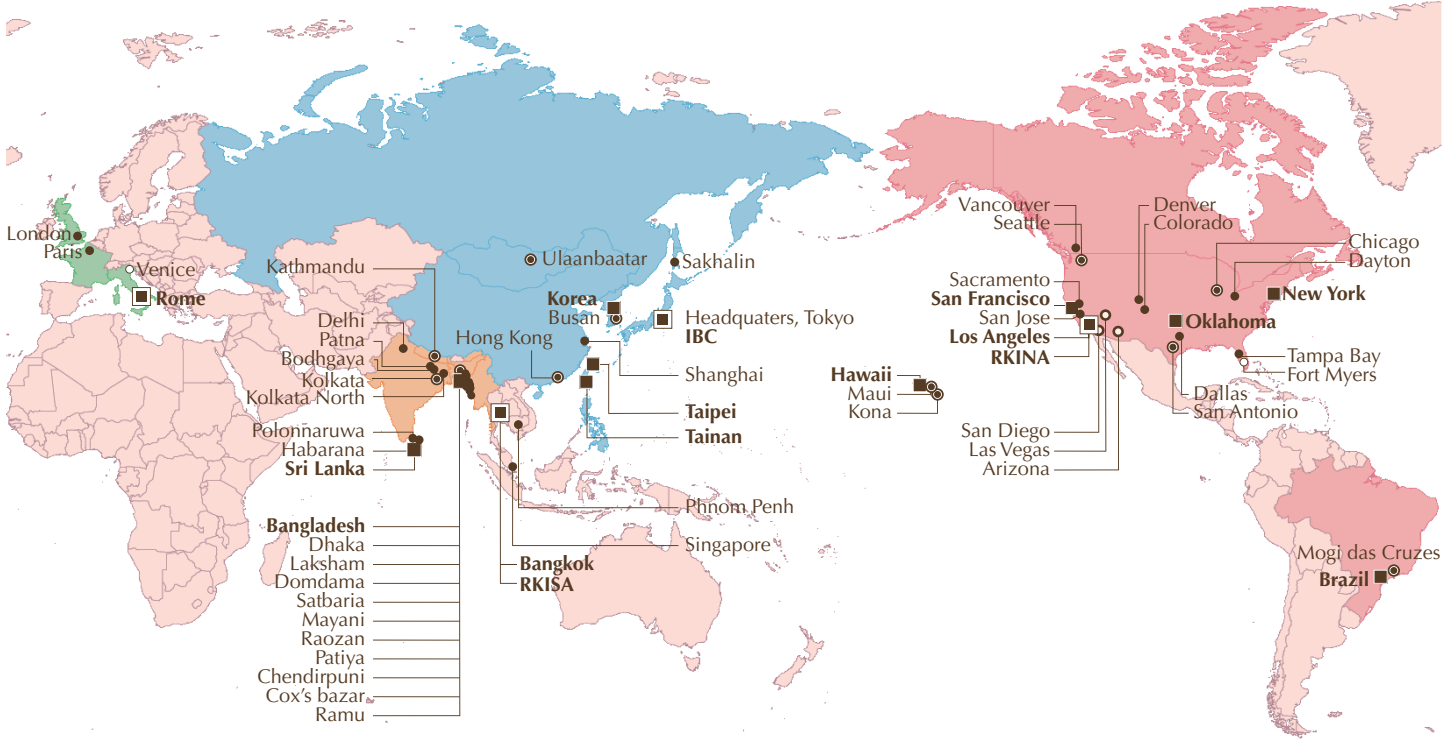 London
Paris
Venice
Rome
Kathmandu
Delhi
Patna
Bodhgaya
Kolkata
Kolkata North
Polonnaruwa
Habarana
Sri Lanka
Bangladesh
Dhaka
Laksham
Domdama
Satbaria
Mayani
Raozan
Patiya
Chendirpuni
Cox's bazar
Ramu
Ulaanbaatar
Sakhalin
Korea
Busan
Hong Kong
Headquaters, Tokyo
IBC
Shanghai
Taipei
Tainan
Phnom Penh
Singapore
Bangkok
RKISA
Hawaii
Maui
Kona
Vancouver
Seattle
Sacramento
San Francisco
San Jose
Los Angeles
RKINA
San Diego
Las Vegas
Arizona
Denver
Colorado
Chicago
Dayton
New York
Oklahoma
Tampa Bay
Fort Myers
Dallas
San Antonio
Mogi das Cruzes
Brazil